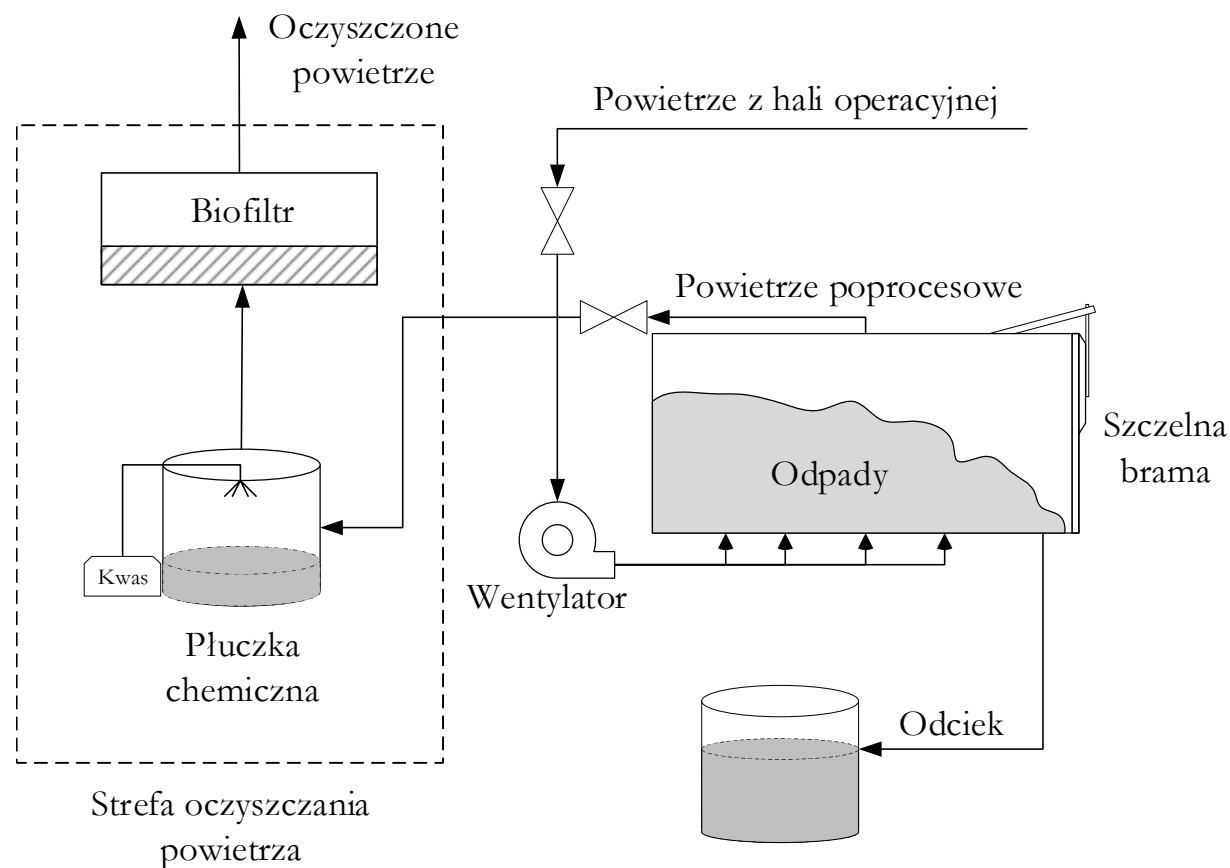 Oczyszczone
powietrze
Powietrze z hali operacyjnej
Biofiltr
Powietrze poprocesowe
Szczelna
brama
Odpady
Kwas
Wentylator
Płuczka
chemiczna
Odciek
Strefa oczyszczania
powietrza